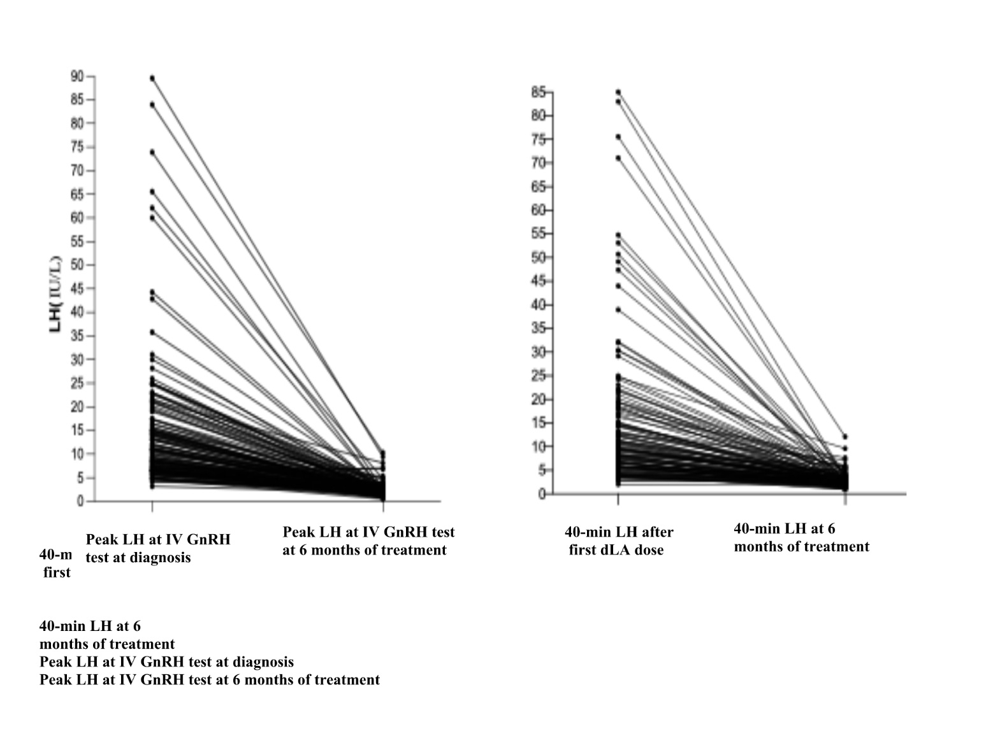 90
85
80
75
70
65
60
55
50
45
40
35
30
25
20
15
10
5
0
LH( IU/L)
Peak LH at IV GnRH
test at diagnosis
Peak LH at IV GnRH test
at 6 months of treatment
40-m
first
85
80
75
70
65
60
55
50
45
40
35
30
25
20
15
10
5
0
40-min LH after
first dLA dose
40-min LH at 6
months of treatment
40-min LH at 6
months of treatment
Peak LH at IV GnRH test at diagnosis
Peak LH at IV GnRH test at 6 months of treatment